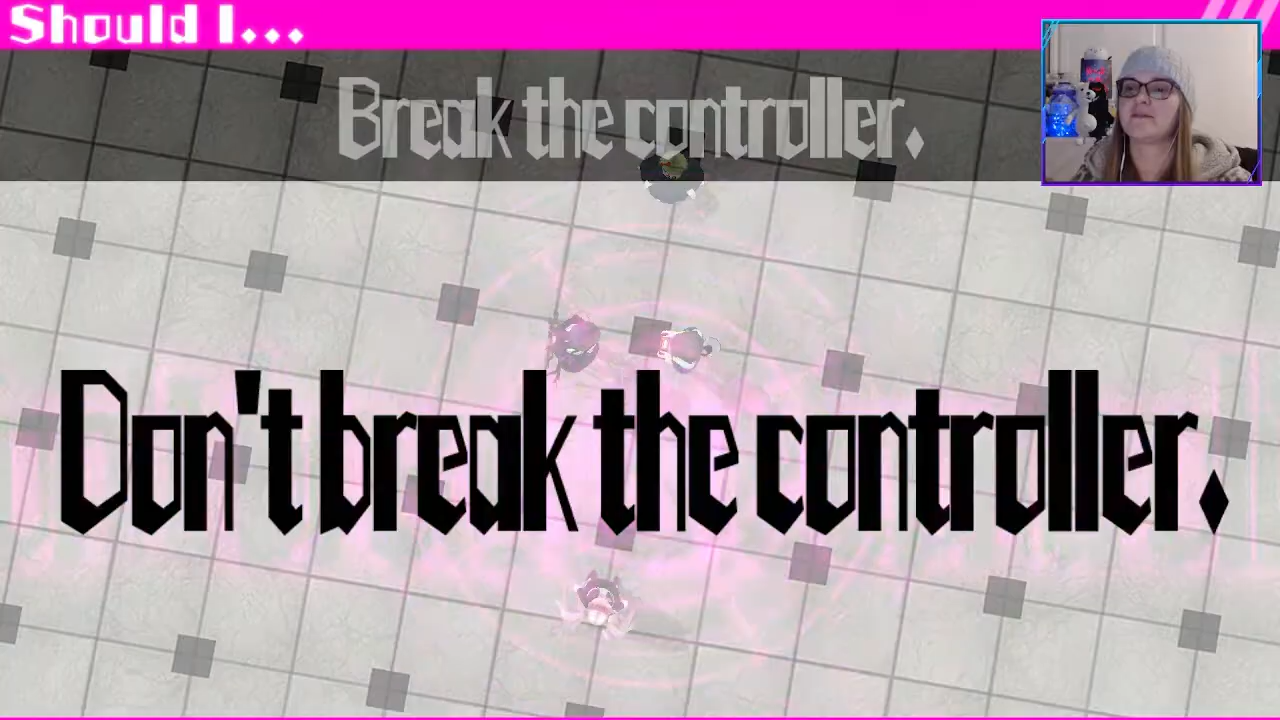 Should I...
Break the controller.
Don't break the controller.